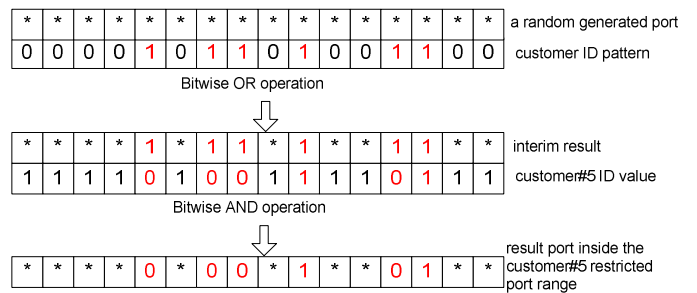 * * * * * * * * * * * * * * * * a random generated port
0 0 0 0 1 0 1 1 0 1 0 0 1 1 0 0 customer ID pattern
Bitwise OR operation
* * * * 1 * 1 1 * 1 * * 1 1 * * interim result
1 1 1 1 0 1 0 0 1 1 1 1 0 1 1 1 customer#5 ID value
Bitwise AND operation
result port inside the
* * * * 0 * 0 0 * 1 * * 0 1 * * customer#5 restricted
port range